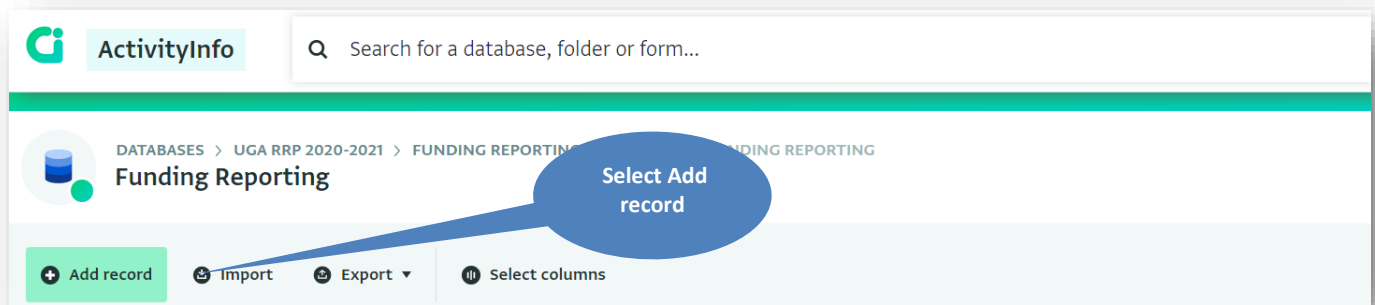 ActivityInfo
Search for a database, folder or form...
DATABASES > UGA RRP 2020-2021 > FUNDING REPORTING
Funding Reporting
Select Add
record
Add record
Import
Export
Select columns